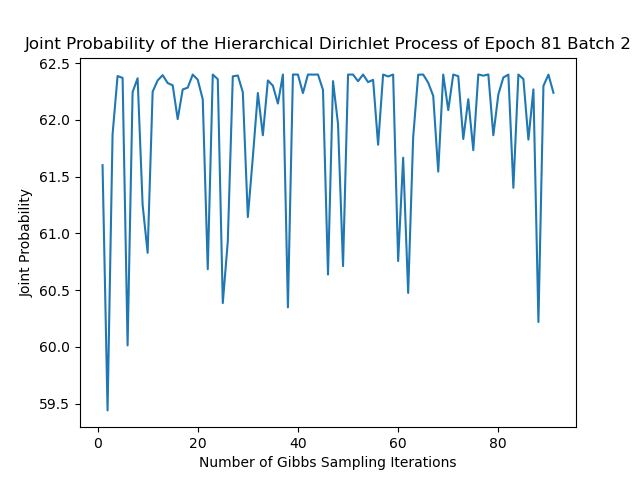 Joint Probability of the Hierarchical Dirichlet Process of Epoch 81 Batch 2
62.5
62.0
61.5
61.0
60.5
60.0
59.5
Joint Probability
0 20 40 60 80
Number of Gibbs Sampling Iterations